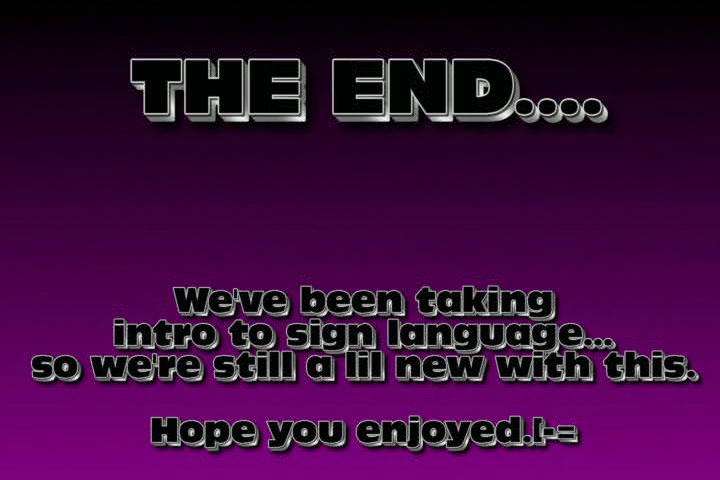 THE END....
We've been taking
intro to sign language...
so we're still a lil new with this.
Hope you enjoyed.[-=